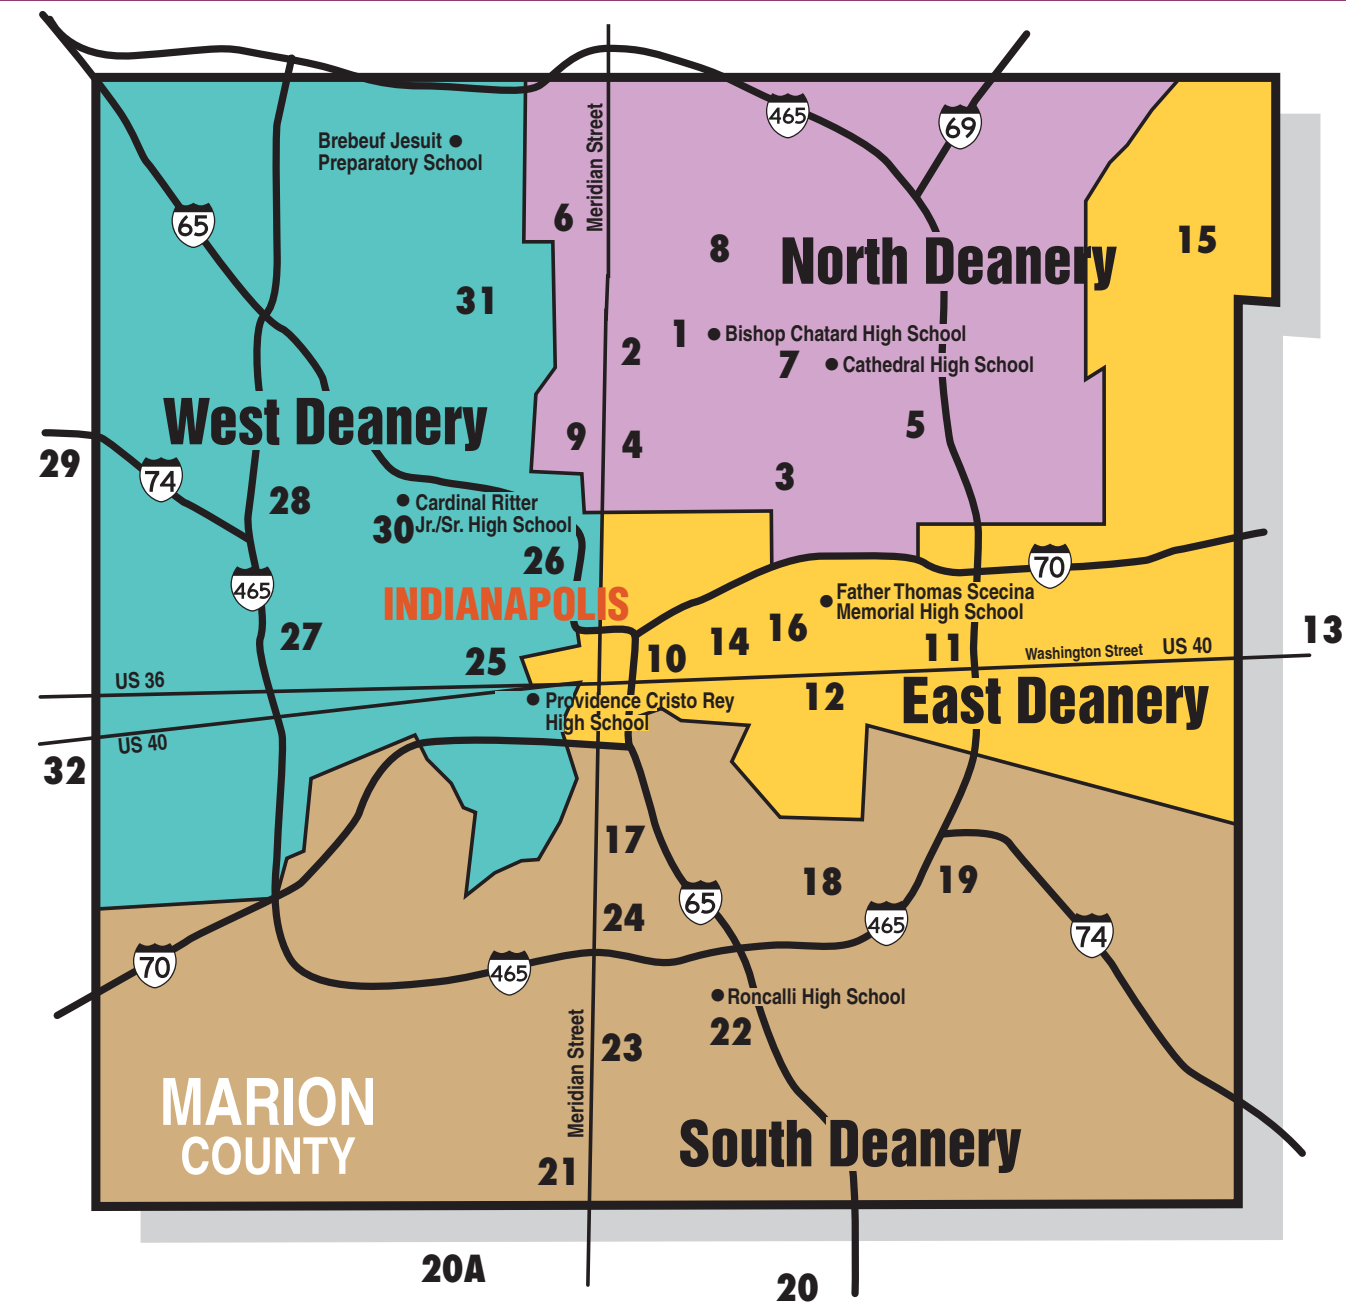 465
69
Meridian Street
Brebeuf Jesuit
Preparatory School
65
6
8
North Deanery
15
31
2
1
Bishop Chatard High School
7
Cathedral High School
West Deanery
9
4
5
29
74
3
28
Cardinal Ritter
30
Jr./Sr. High School
26
70
465
INDIANAPOLIS
Father Thomas Scecina
Memorial High School
16
13
27
14
11
Washington Street
US 40
25
10
US 36
12
East Deanery
Providence Cristo Rey
High School
US 40
32
17
18
19
65
24
465
74
70
465
Roncalli High School
22
23
Meridian Street
MARION
COUNTY
South Deanery
21
20A
20